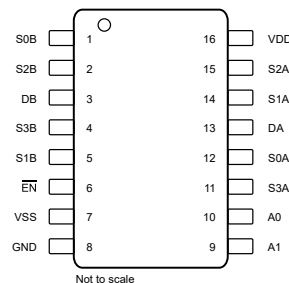 S0B 1 16 VDD
S2B 2 15 S2A
DB 3 14 S1A
S3B 4 13 DA
S1B 5 12 S0A
EN 6 11 S3A
VSS 7 10 A0
GND 8 9 A1
Not to scale